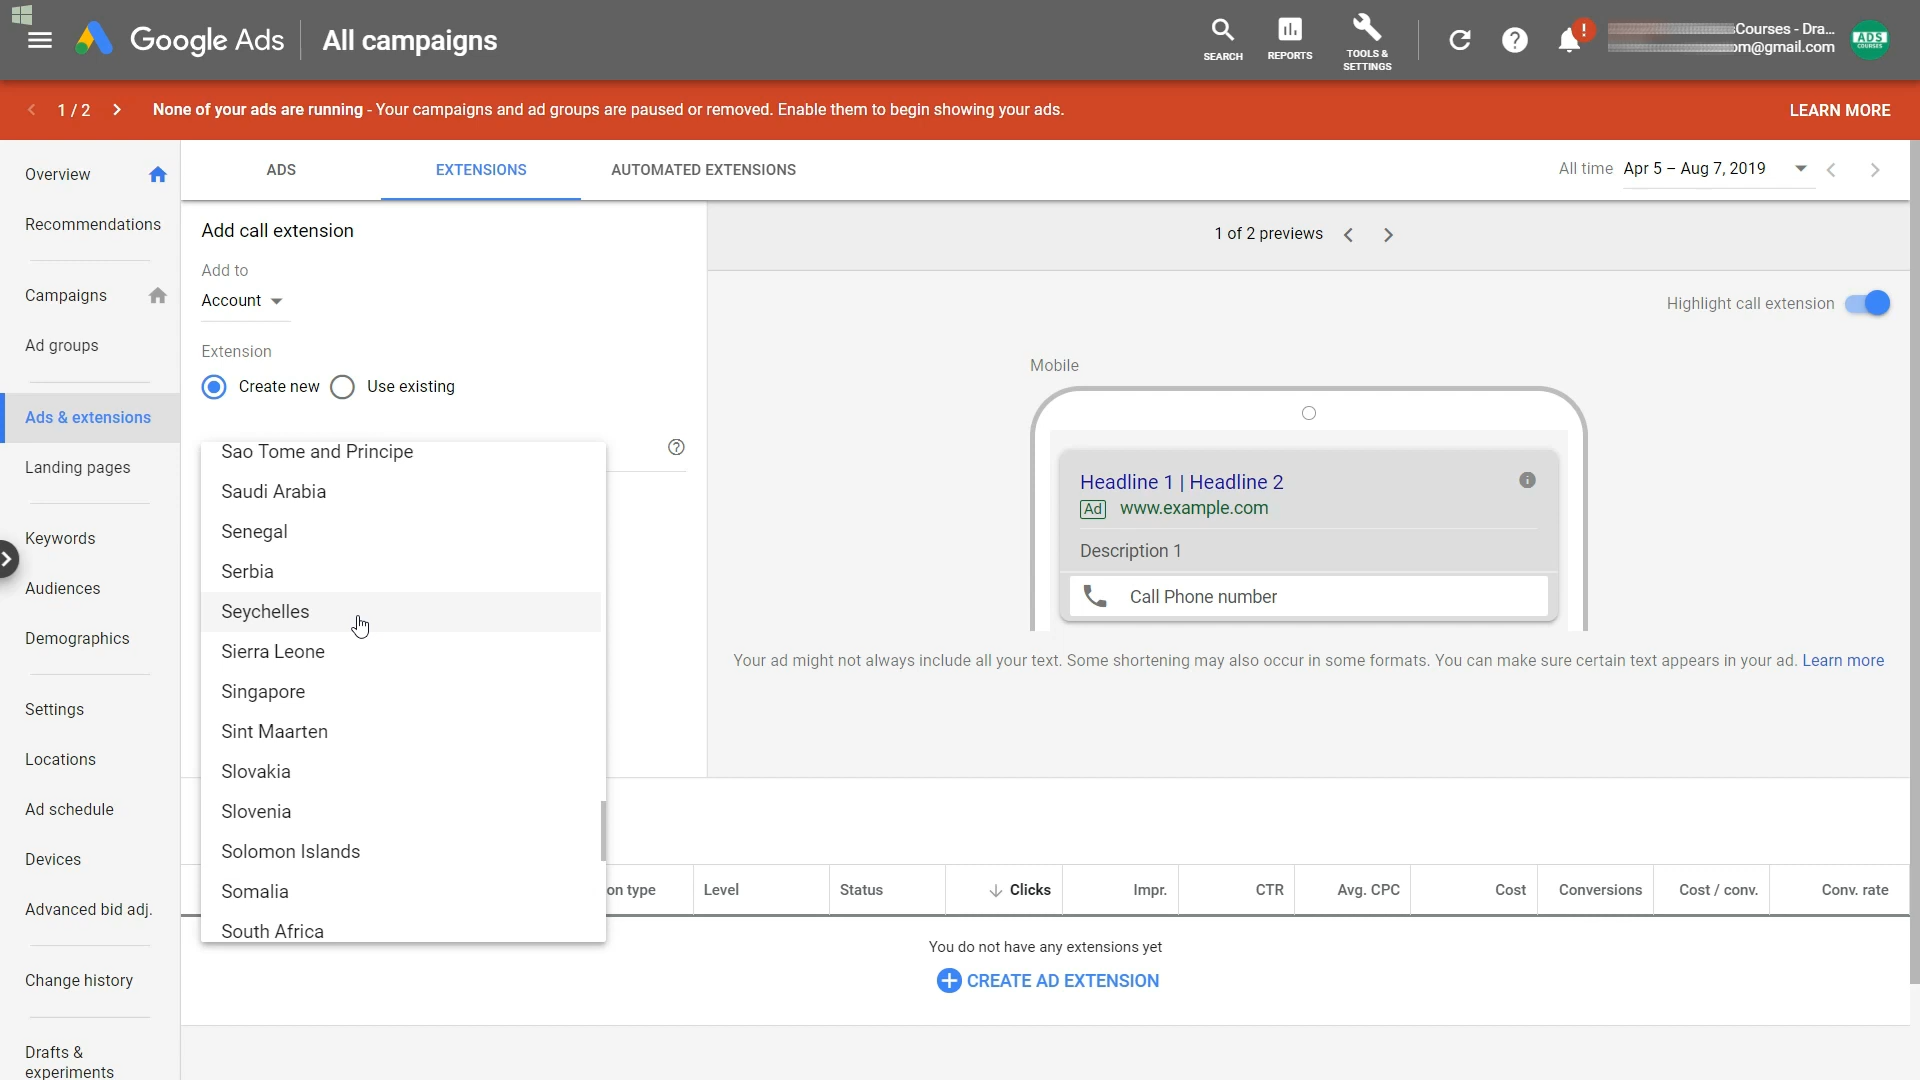 Google Ads
All campaigns
SEARCH
REPORTS
TOOLS &
SETTINGS
!
Courses - Dra...
om@gmail.com
ADS
COURSES
1 / 2
None of your ads are running - Your campaigns and ad groups are paused or removed. Enable them to begin showing your ads.
LEARN MORE
Overview
Recommendations
Campaigns
Ad groups
Ads & extensions
Landing pages
Keywords
Audiences
Demographics
Settings
Locations
Ad schedule
Devices
Advanced bid adj.
Change history
Drafts &
experiments
ADS
EXTENSIONS
AUTOMATED EXTENSIONS
All time Apr 5 – Aug 7, 2019
Add call extension
Add to
Account
Extension
Create new
Use existing
Sao Tome and Principe
Saudi Arabia
Senegal
Serbia
Seychelles
Sierra Leone
Singapore
Sint Maarten
Slovakia
Slovenia
Solomon Islands
Somalia
South Africa
1 of 2 previews
Highlight call extension
Mobile
Headline 1 | Headline 2
Ad www.example.com
Description 1
Call Phone number
Your ad might not always include all your text. Some shortening may also occur in some formats. You can make sure certain text appears in your ad. Learn more
on type
Level
Status
Clicks
Impr.
CTR
Avg. CPC
Cost
Conversions
Cost / conv.
Conv. rate
You do not have any extensions yet
CREATE AD EXTENSION